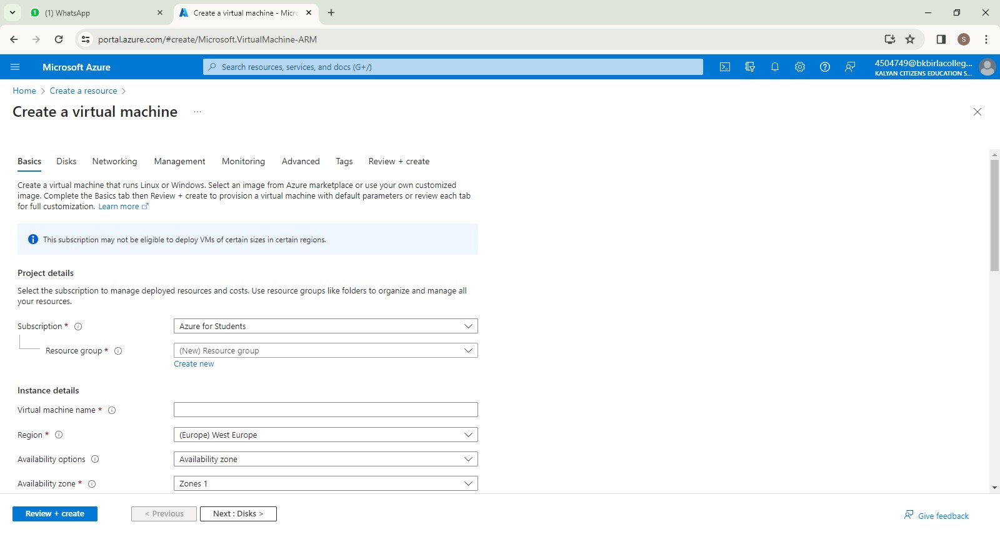 (1) WhatsApp
Create a virtual machine - Micr
portal.azure.com/#create/Microsoft.VirtualMachine-ARM
S
Microsoft Azure
Search resources, services, and docs (G+/)
4504749@bkbirlacolleg...
KALYAN CITIZENS EDUCATION S...
Home > Create a resource >
Create a virtual machine ...
Basics Disks Networking Management Monitoring Advanced Tags Review + create
Create a virtual machine that runs Linux or Windows. Select an image from Azure marketplace or use your own customized
image. Complete the Basics tab then Review + create to provision a virtual machine with default parameters or review each tab
for full customization. Learn more
This subscription may not be eligible to deploy VMs of certain sizes in certain regions.
Project details
Select the subscription to manage deployed resources and costs. Use resource groups like folders to organize and manage all
your resources.
Subscription * Azure for Students
Resource group * (New) Resource group
Create new
Instance details
Virtual machine name *
Region * (Europe) West Europe
Availability options Availability zone
Availability zone * Zones 1
Review + create < Previous Next : Disks > Give feedback